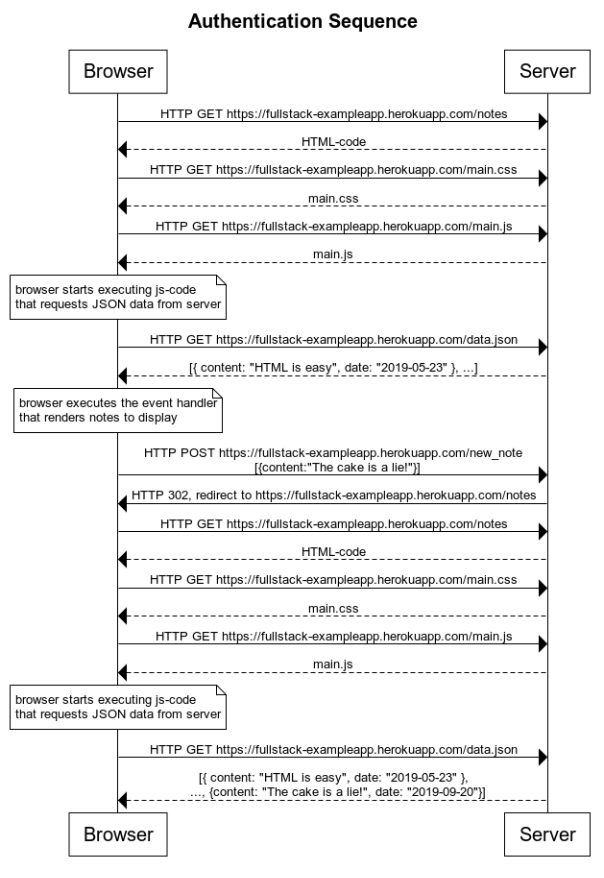 Authentication Sequence
Browser
Server
HTTP GET https://fullstack-exampleapp.herokuapp.com/notes
HTML-code
HTTP GET https://fullstack-exampleapp.herokuapp.com/main.css
main.css
HTTP GET https://fullstack-exampleapp.herokuapp.com/main.js
main.js
browser starts executing js-code
that requests JSON data from server
HTTP GET https://fullstack-exampleapp.herokuapp.com/data.json
[{ content: "HTML is easy", date: "2019-05-23" }, ...]
browser executes the event handler
that renders notes to display
HTTP POST https://fullstack-exampleapp.herokuapp.com/new_note
[{content:"The cake is a lie!"}]
HTTP 302, redirect to https://fullstack-exampleapp.herokuapp.com/notes
HTTP GET https://fullstack-exampleapp.herokuapp.com/notes
HTML-code
HTTP GET https://fullstack-exampleapp.herokuapp.com/main.css
main.css
HTTP GET https://fullstack-exampleapp.herokuapp.com/main.js
main.js
browser starts executing js-code
that requests JSON data from server
HTTP GET https://fullstack-exampleapp.herokuapp.com/data.json
[{ content: "HTML is easy", date: "2019-05-23" },
..., {content: "The cake is a lie!", date: "2019-09-20"}]
Browser
Server